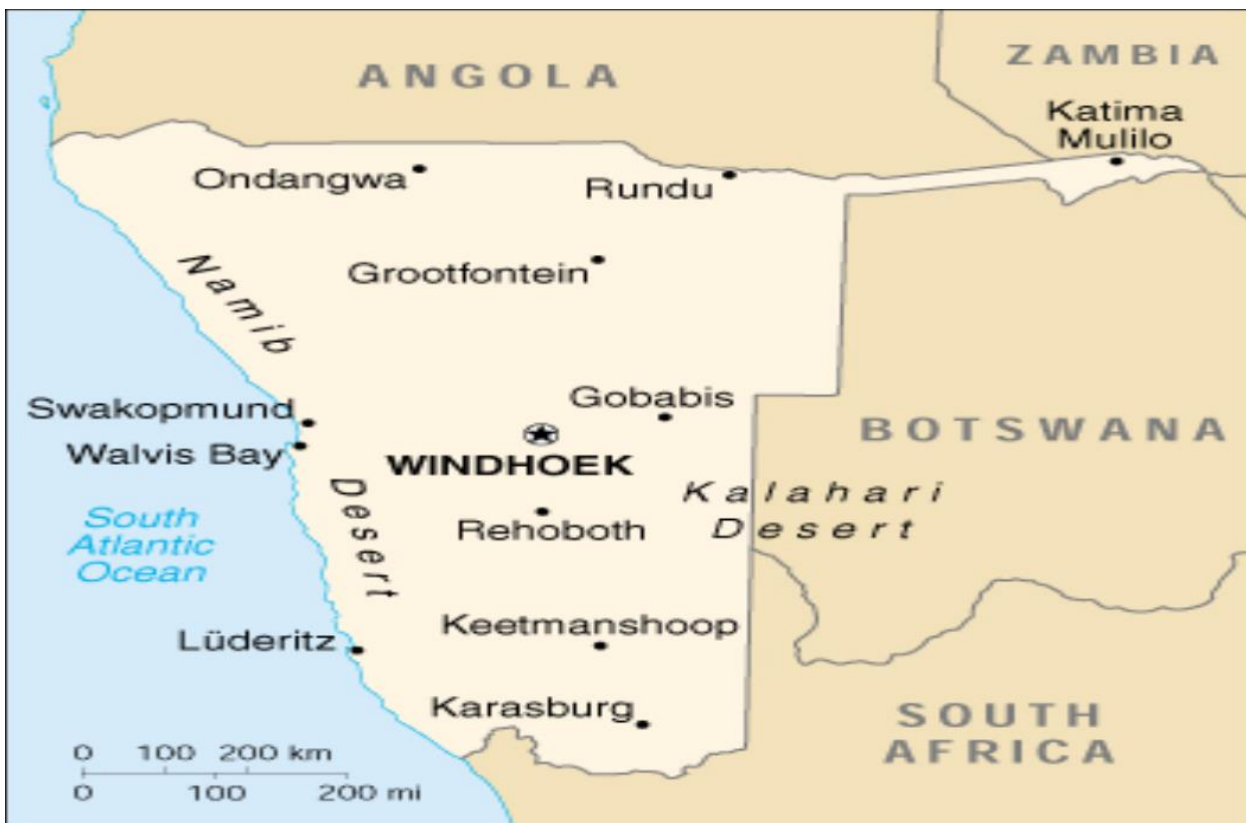 ANGOLA
ZAMBIA
Katima
Mulilo
Ondangwa
Rundu
Grootfontein
Namib
Desert
Swakopmund
Walvis Bay
Gobabis
WINDHOEK
BOTSWANA
Kalahari
Desert
South
Atlantic
Ocean
Rehoboth
Lüderitz
Keetmanshoop
Karasburg
SOUTH
AFRICA
0 100 200 km
0 100 200 mi